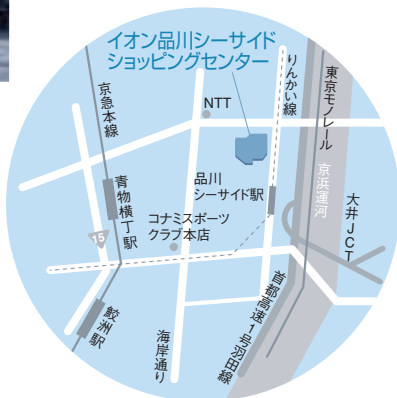 イオン品川シーサイド
ショッピングセンター
京急本線
NTT
りんかい線
東京モノレール
京浜運河
品川
シーサイド駅
青物横丁駅
コナミスポーツ
クラブ本店
大井JCT
15
鮫洲駅
海岸通り
首都高速1号羽田線